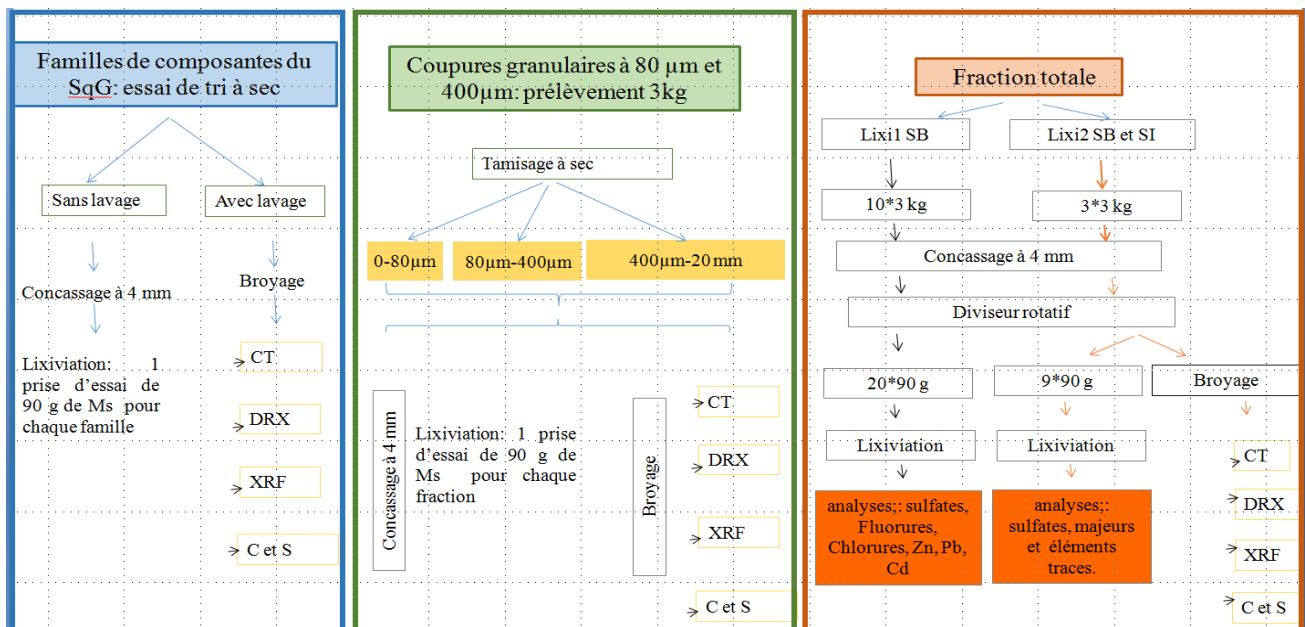 Familles de composantes du
SqG: essai de tri à sec
Sans lavage
Avec lavage
Concassage à 4 mm
Broyage
Lixiviation: 1
prise d'essai de
90 g de Ms pour
chaque famille
CT
DRX
XRF
C et S
Coupures granulaires à 80 µm et
400µm: prélèvement 3kg
Tamisage à sec
0-80µm
80µm-400µm
400µm-20 mm
Concassage à 4 mm
Lixiviation: 1 prise
d'essai de 90 g de
Ms pour chaque
fraction
Broyage
CT
DRX
XRF
C et S
Fraction totale
Lixi1 SB
Lixi2 SB et SI
10*3 kg
3*3 kg
Concassage à 4 mm
Diviseur rotatif
20*90 g
9*90 g
Broyage
Lixiviation
Lixiviation
analyses;: sulfates,
Fluorures,
Chlorures, Zn, Pb,
Cd
analyses;:
sulfates, majeurs
et éléments
traces.
CT
DRX
XRF
C et S